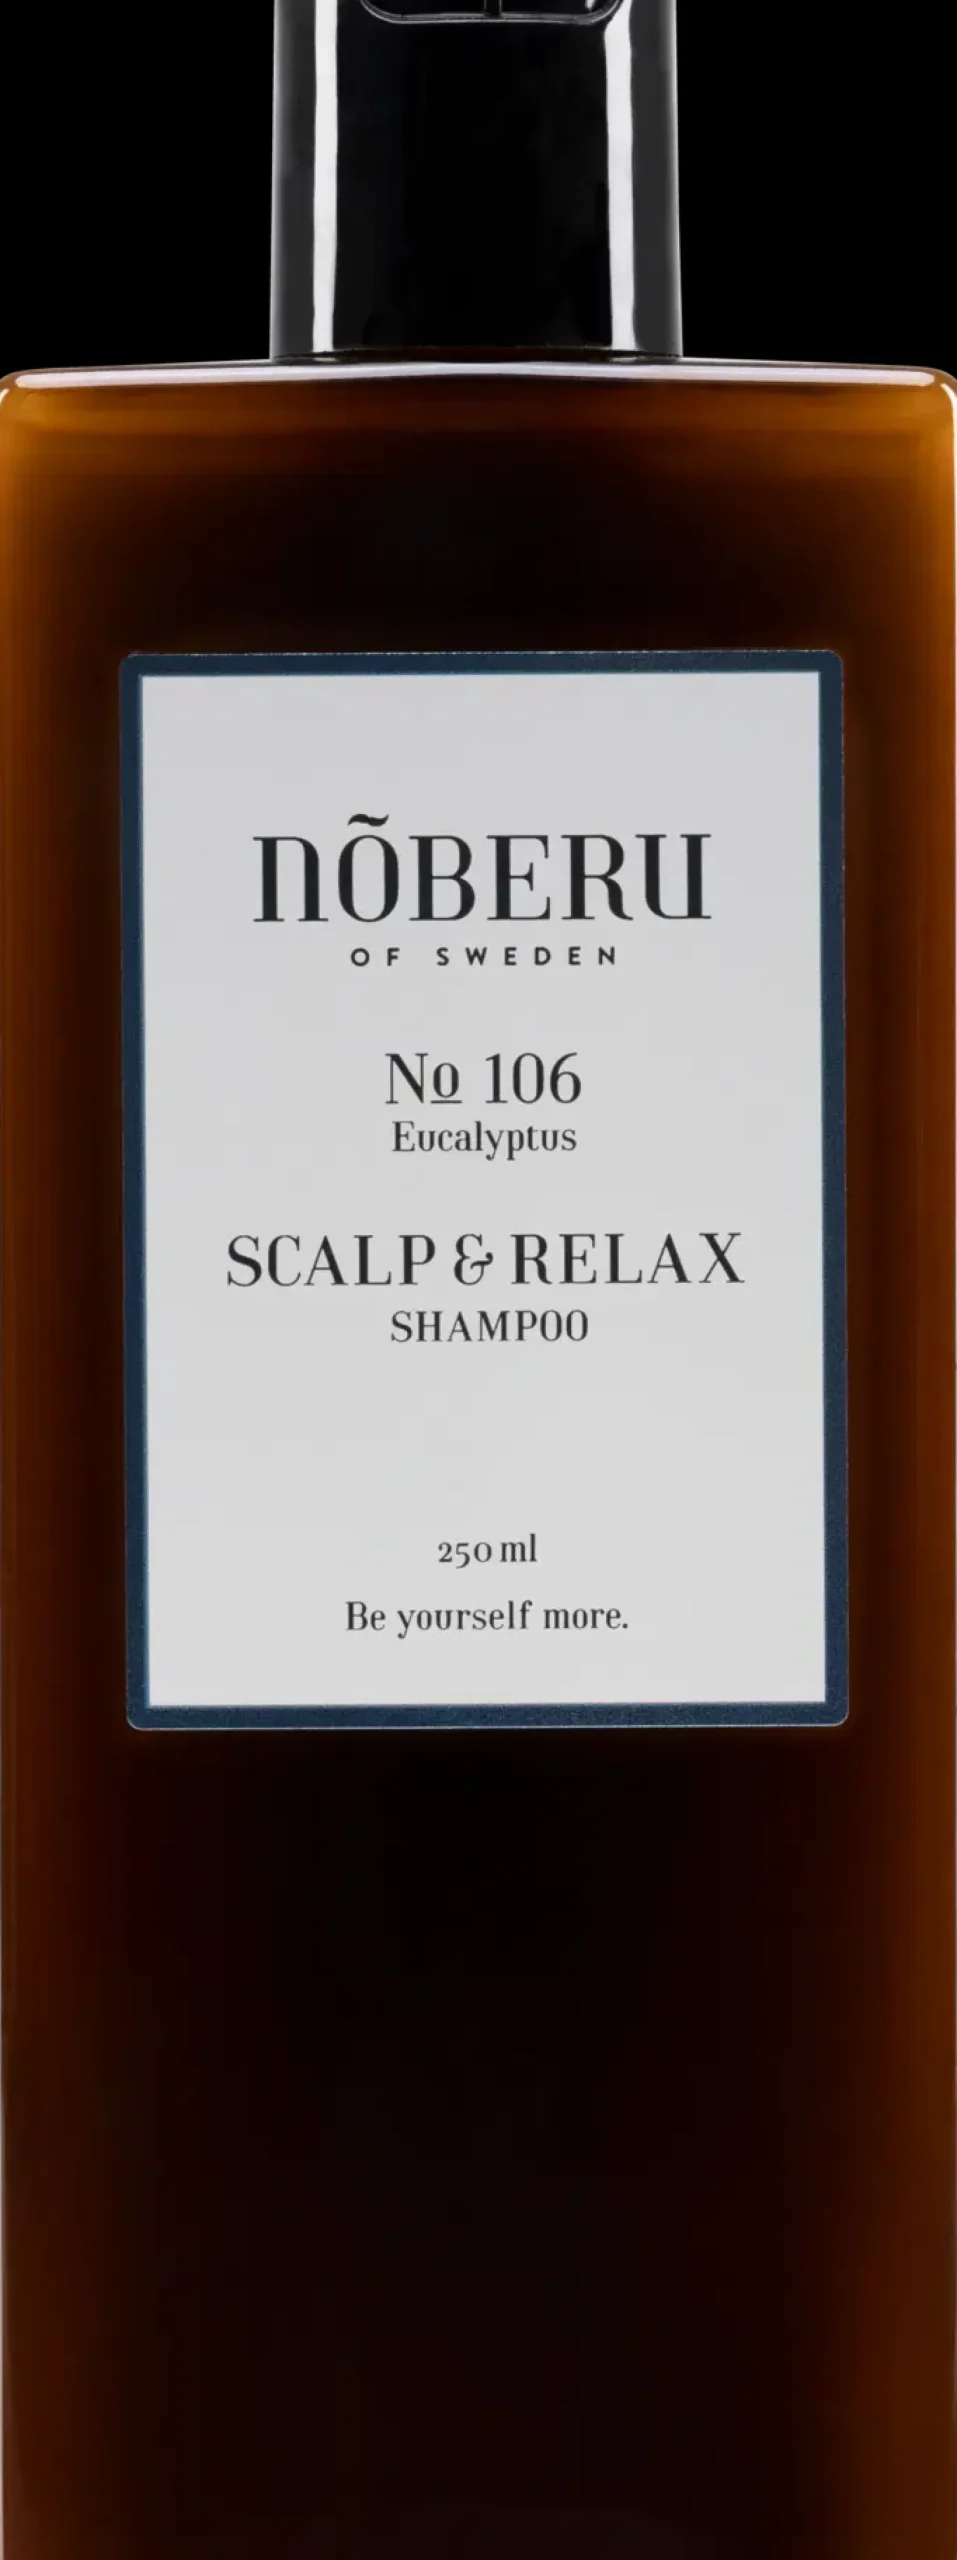 nõBERU
OF SWEDEN
No 106
Eucalyptus
SCALP & RELAX
SHAMPOO
250 ml
Be yourself more.